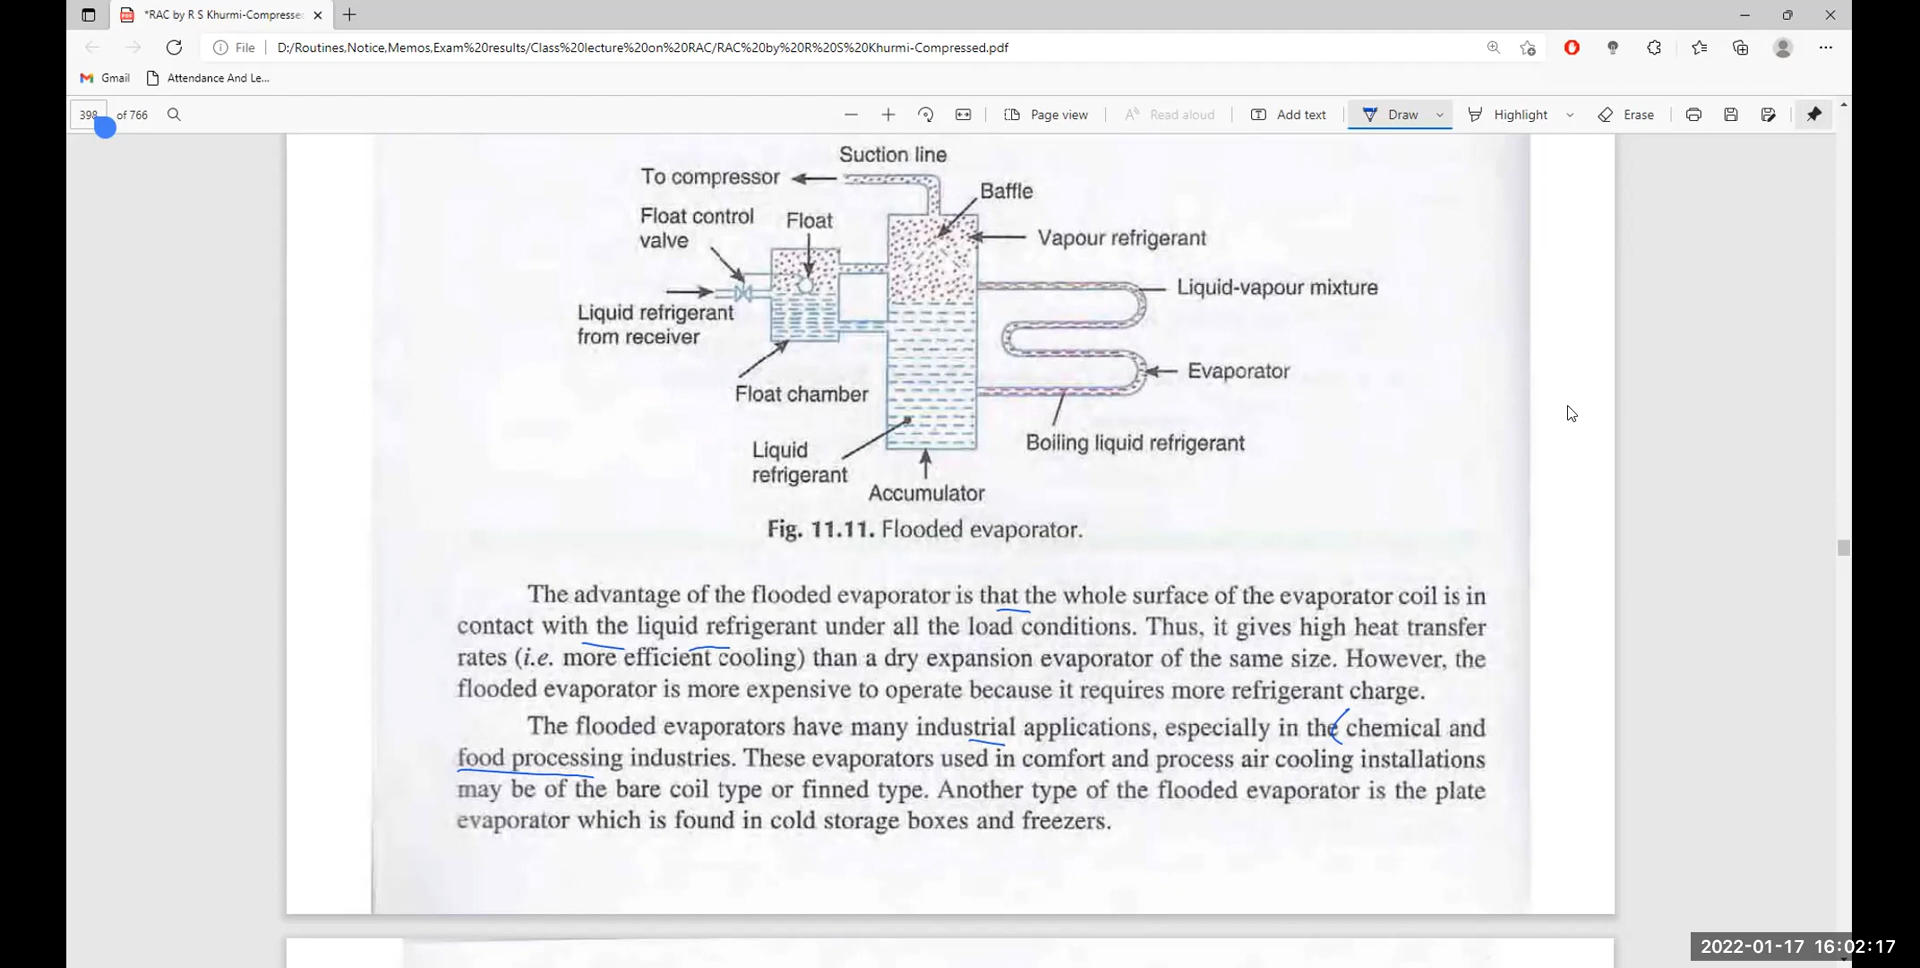 *RAC by R S Khurmi-Compresse
File
D:/Routines,Notice,Memos,Exam%20results/Class%20lecture%20on%20RAC/RAC%20by%20R%20S%20Khurmi-Compressed.pdf
Gmail
Attendance And Le...
398 of 766
Page view
Read aloud
Add text
Draw
Highlight
Erase
Suction line
To compressor
Baffle
Float control
valve
Float
Vapour refrigerant
Liquid-vapour mixture
Liquid refrigerant
from receiver
Evaporator
Float chamber
Boiling liquid refrigerant
Liquid
refrigerant
Accumulator
Fig. 11.11. Flooded evaporator.
The advantage of the flooded evaporator is that the whole surface of the evaporator coil is in
contact with the liquid refrigerant under all the load conditions. Thus, it gives high heat transfer
rates (i.e. more efficient cooling) than a dry expansion evaporator of the same size. However, the
flooded evaporator is more expensive to operate because it requires more refrigerant charge.
The flooded evaporators have many industrial applications, especially in the chemical and
food processing industries. These evaporators used in comfort and process air cooling installations
may be of the bare coil type or finned type. Another type of the flooded evaporator is the plate
evaporator which is found in cold storage boxes and freezers.
2022-01-17 16:02:17